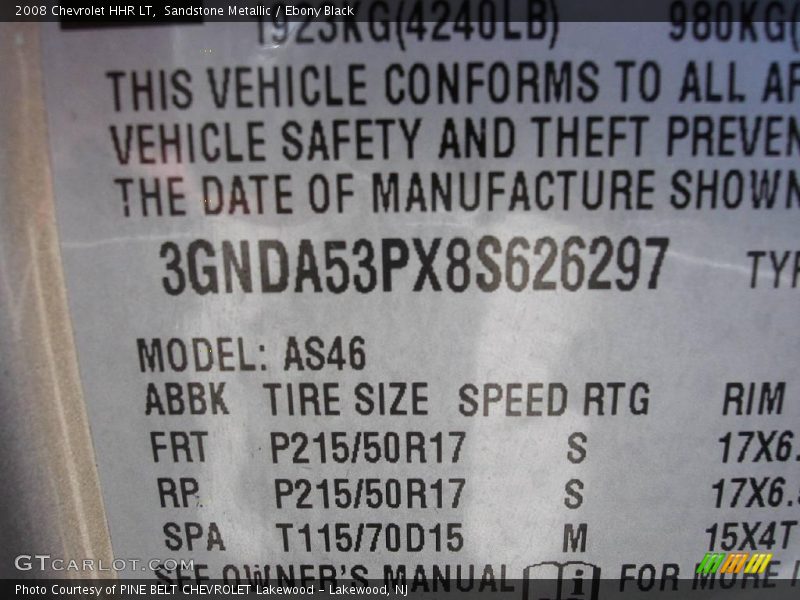 2008 Chevrolet HHR LT, Sandstone Metallic / Ebony Black
1923KG(4240LB) 980KG(
THIS VEHICLE CONFORMS TO ALL
VEHICLE SAFETY AND THEFT PREVEN
THE DATE OF MANUFACTURE SHOWN
3GNDA53PX8S626297 TYP
MODEL: AS46
ABBK TIRE SIZE SPEED RTG RIM
FRT P215/50R17 S 17X6.
RR P215/50R17 S 17X6.
SPA T115/70D15 M 15X4T
SEE OWNER'S MANUAL i FOR MORE
GTCARLOT.COM
Photo Courtesy of PINE BELT CHEVROLET Lakewood - Lakewood, NJ